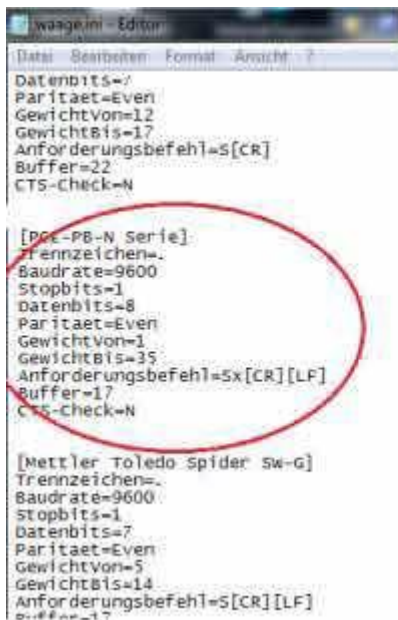 waage.ini - Editor
Datei Bearbeiten Format Ansicht ?
Datenbits=7
Paritaet=Even
GewichtVon=12
GewichtBis=17
Anforderungsbefehl=S[CR]
Buffer=22
CTS-Check=N
[PCE-PB-N Serie]
Trennzeichen=.
Baudrate=9600
Stopbits=1
Datenbits=8
Paritaet=Even
GewichtVon=1
GewichtBis=35
Anforderungsbefehl=Sx[CR][LF]
Buffer=17
CTS-Check=N
[Mettler Toledo Spider SW-G]
Trennzeichen=.
Baudrate=9600
Stopbits=1
Datenbits=7
Paritaet=Even
GewichtVon=5
GewichtBis=14
Anforderungsbefehl=S[CR][LF]
Buffer=17